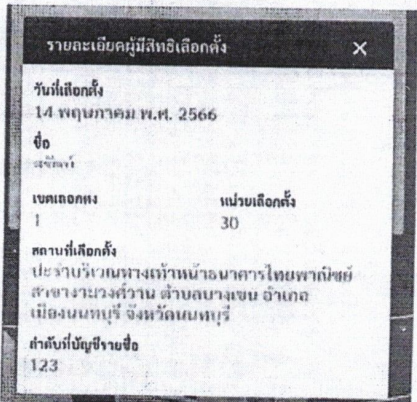 รายละเอียดผู้มีสิทธิเลือกตั้ง
วันที่เลือกตั้ง
14 พฤษภาคม พ.ศ. 2566
ชื่อ
เขตเลือกตั้ง หน่วยเลือกตั้ง
1 30
สถานที่เลือกตั้ง
ปะรำบริเวณทางเท้าหน้าธนาคารไทยพาณิชย์
สาขางามวงศ์วาน ตำบลบางเขน อำเภอ
เมืองนนทบุรี จังหวัดนนทบุรี
ลำดับที่บัญชีรายชื่อ
123